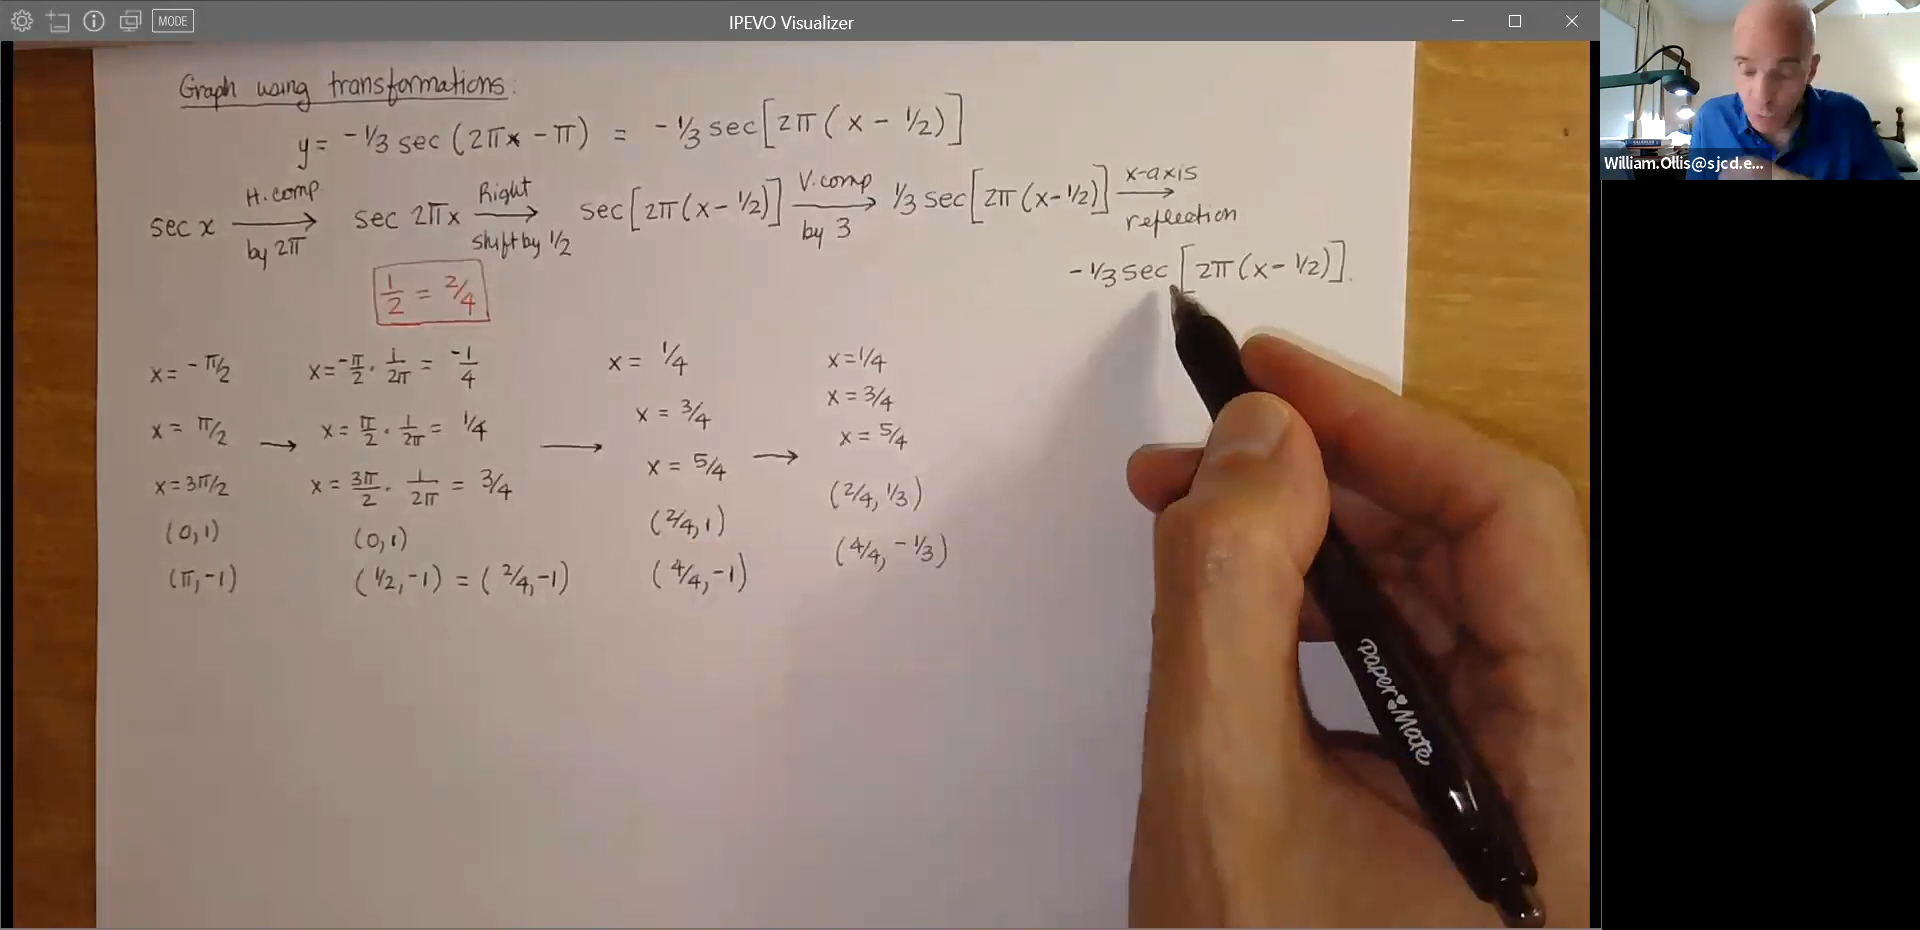 MODE
IPEVO Visualizer
William.Ollis@sjcd.e...
Graph using transformations:
y = -1/3 sec (2πx - π) = -1/3 sec[2π(x - 1/2)]
sec x H. comp by 2π → sec 2πx Right shift by 1/2 → sec[2π(x - 1/2)] V. comp by 3 → 1/3 sec[2π(x - 1/2)] x-axis reflection →
-1/3 sec[2π(x - 1/2)].
1/2 = 2/4
x = -π/2 x = -π/2 · 1/2π = -1/4 x = 1/4 x = 1/4
x = π/2 → x = π/2 · 1/2π = 1/4 → x = 3/4 → x = 3/4
x = 3π/2 x = 3π/2 · 1/2π = 3/4 x = 5/4 x = 5/4
(0, 1) (0, 1) (2/4, 1) (2/4, 1/3)
(π, -1) (1/2, -1) = (2/4, -1) (4/4, -1) (4/4, -1/3)
paper Mate